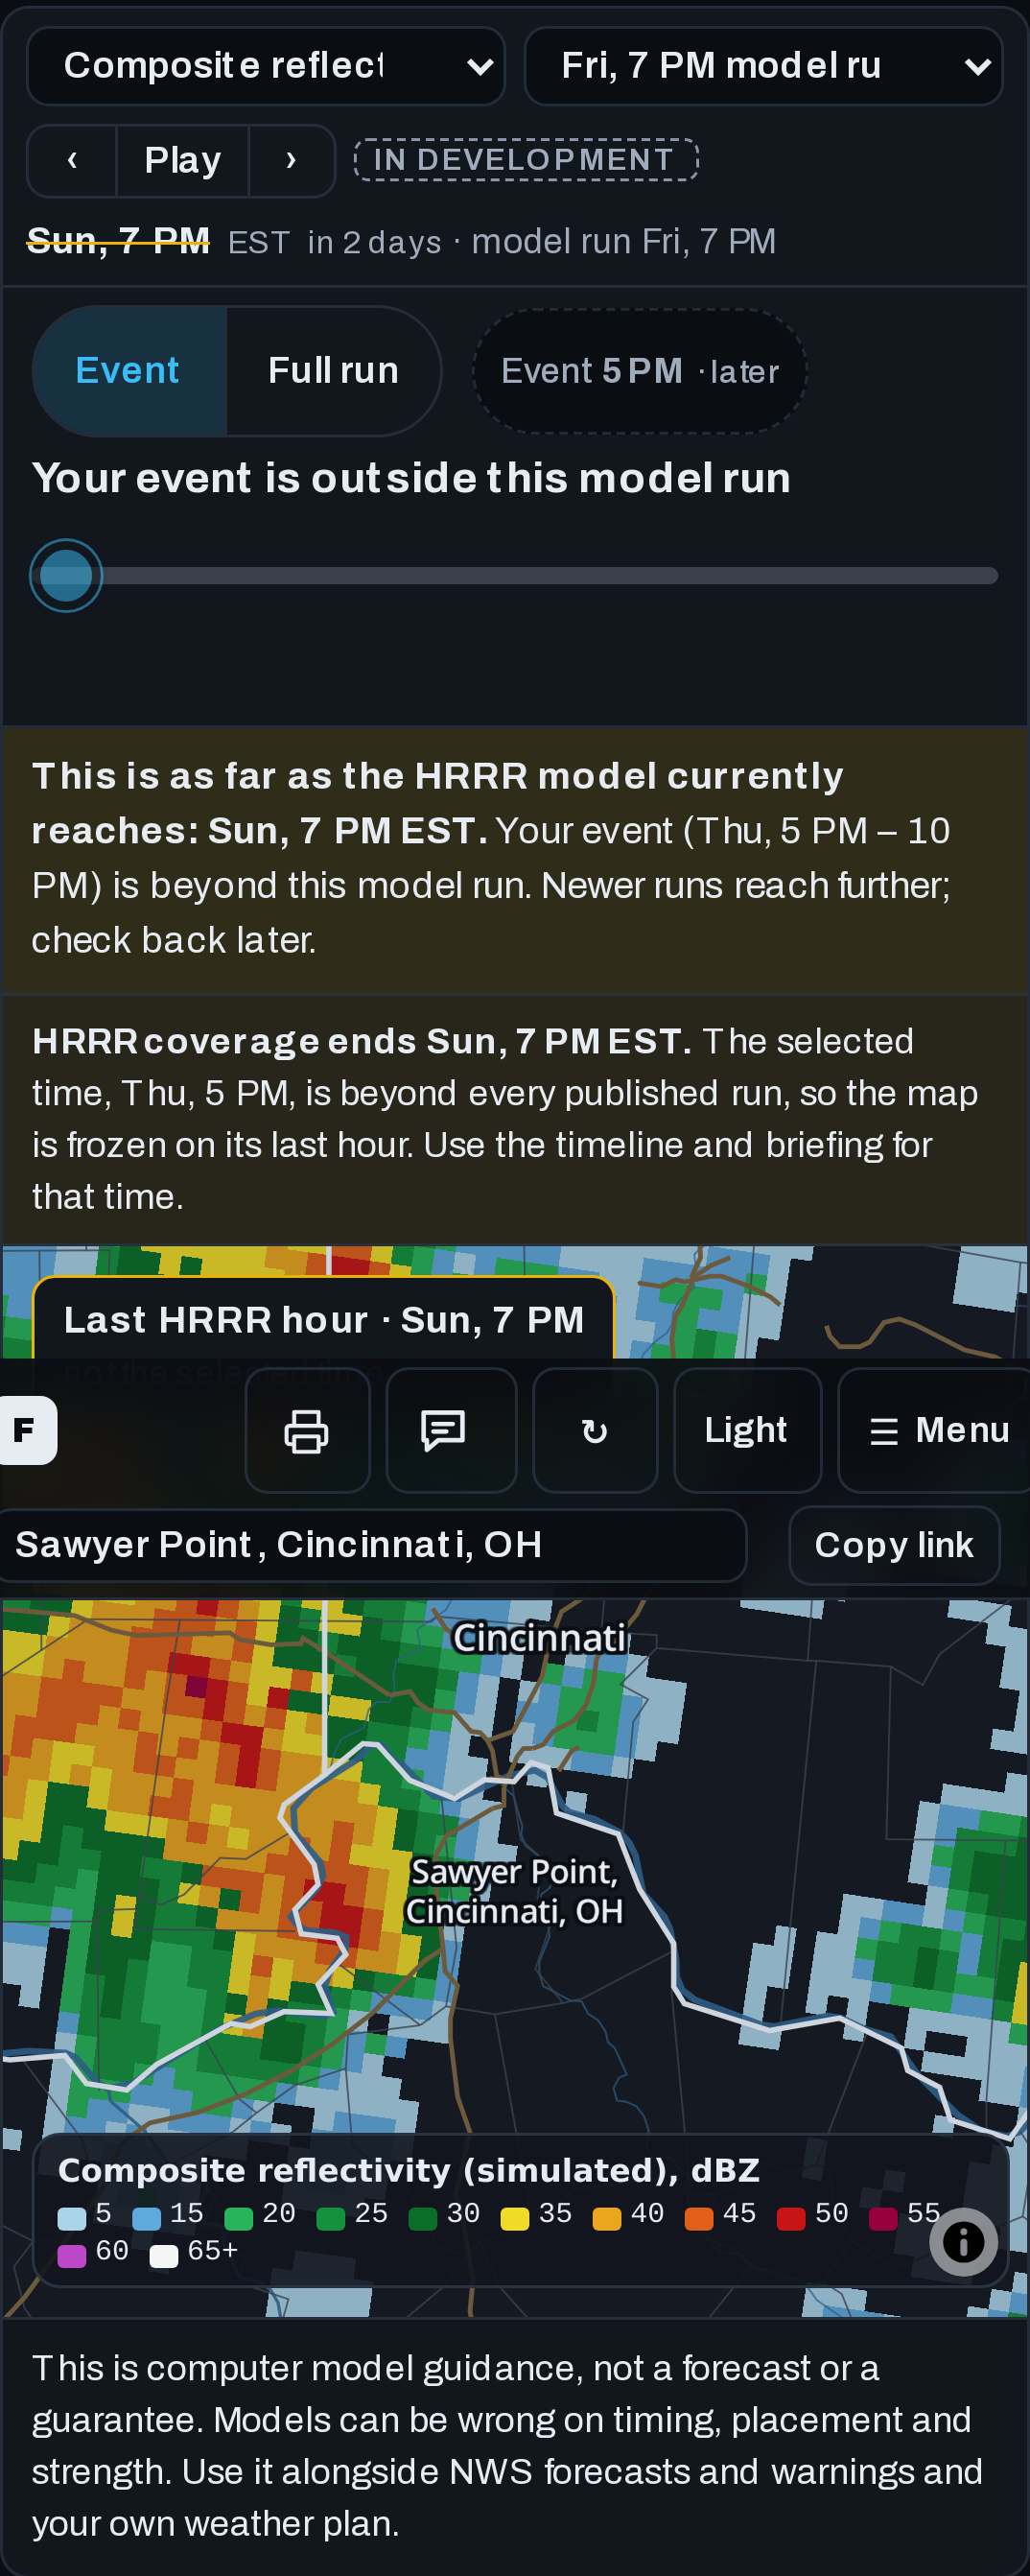 Composite reflect
Fri, 7 PM model ru
‹ Play › IN DEVELOPMENT
Sun, 7 PM EST in 2 days · model run Fri, 7 PM
Event Full run Event 5 PM · later
Your event is outside this model run
This is as far as the HRRR model currently
reaches: Sun, 7 PM EST. Your event (Thu, 5 PM – 10
PM) is beyond this model run. Newer runs reach further;
check back later.
HRRR coverage ends Sun, 7 PM EST. The selected
time, Thu, 5 PM, is beyond every published run, so the map
is frozen on its last hour. Use the timeline and briefing for
that time.
Last HRRR hour · Sun, 7 PM
not the selected time
F ↻ Light ☰ Menu
Sawyer Point, Cincinnati, OH Copy link
Cincinnati
Sawyer Point,
Cincinnati, OH
Composite reflectivity (simulated), dBZ
5 15 20 25 30 35 40 45 50 55
60 65+
This is computer model guidance, not a forecast or a
guarantee. Models can be wrong on timing, placement and
strength. Use it alongside NWS forecasts and warnings and
your own weather plan.